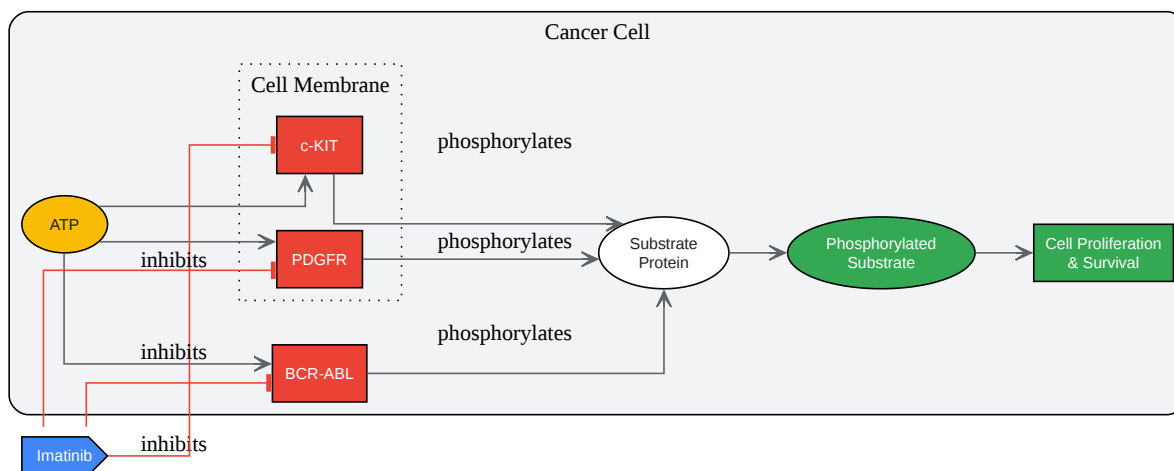 Cancer Cell
Cell Membrane
c-KIT
phosphorylates
ATP
PDGFR
inhibits
phosphorylates
Substrate
Protein
Phosphorylated
Substrate
Cell Proliferation
& Survival
phosphorylates
inhibits
BCR-ABL
Imatinib
inhibits